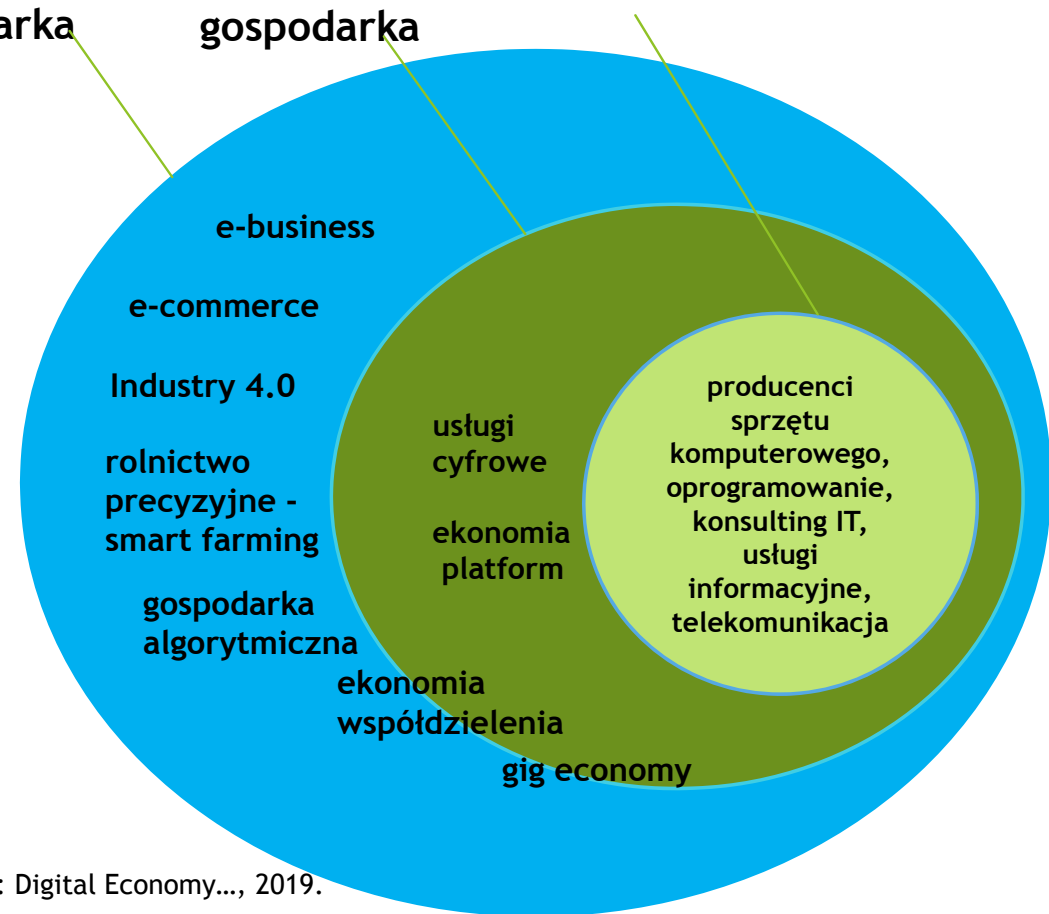 arka
gospodarka
e-business
e-commerce
Industry 4.0
rolnictwo
precyzyjne -
smart farming
gospodarka
algorytmiczna
usługi
cyfrowe
ekonomia
platform
ekonomia
współdzielenia
gig economy
producenci
sprzętu
komputerowego,
oprogramowanie,
konsulting IT,
usługi
informacyjne,
telekomunikacja
: Digital Economy…, 2019.